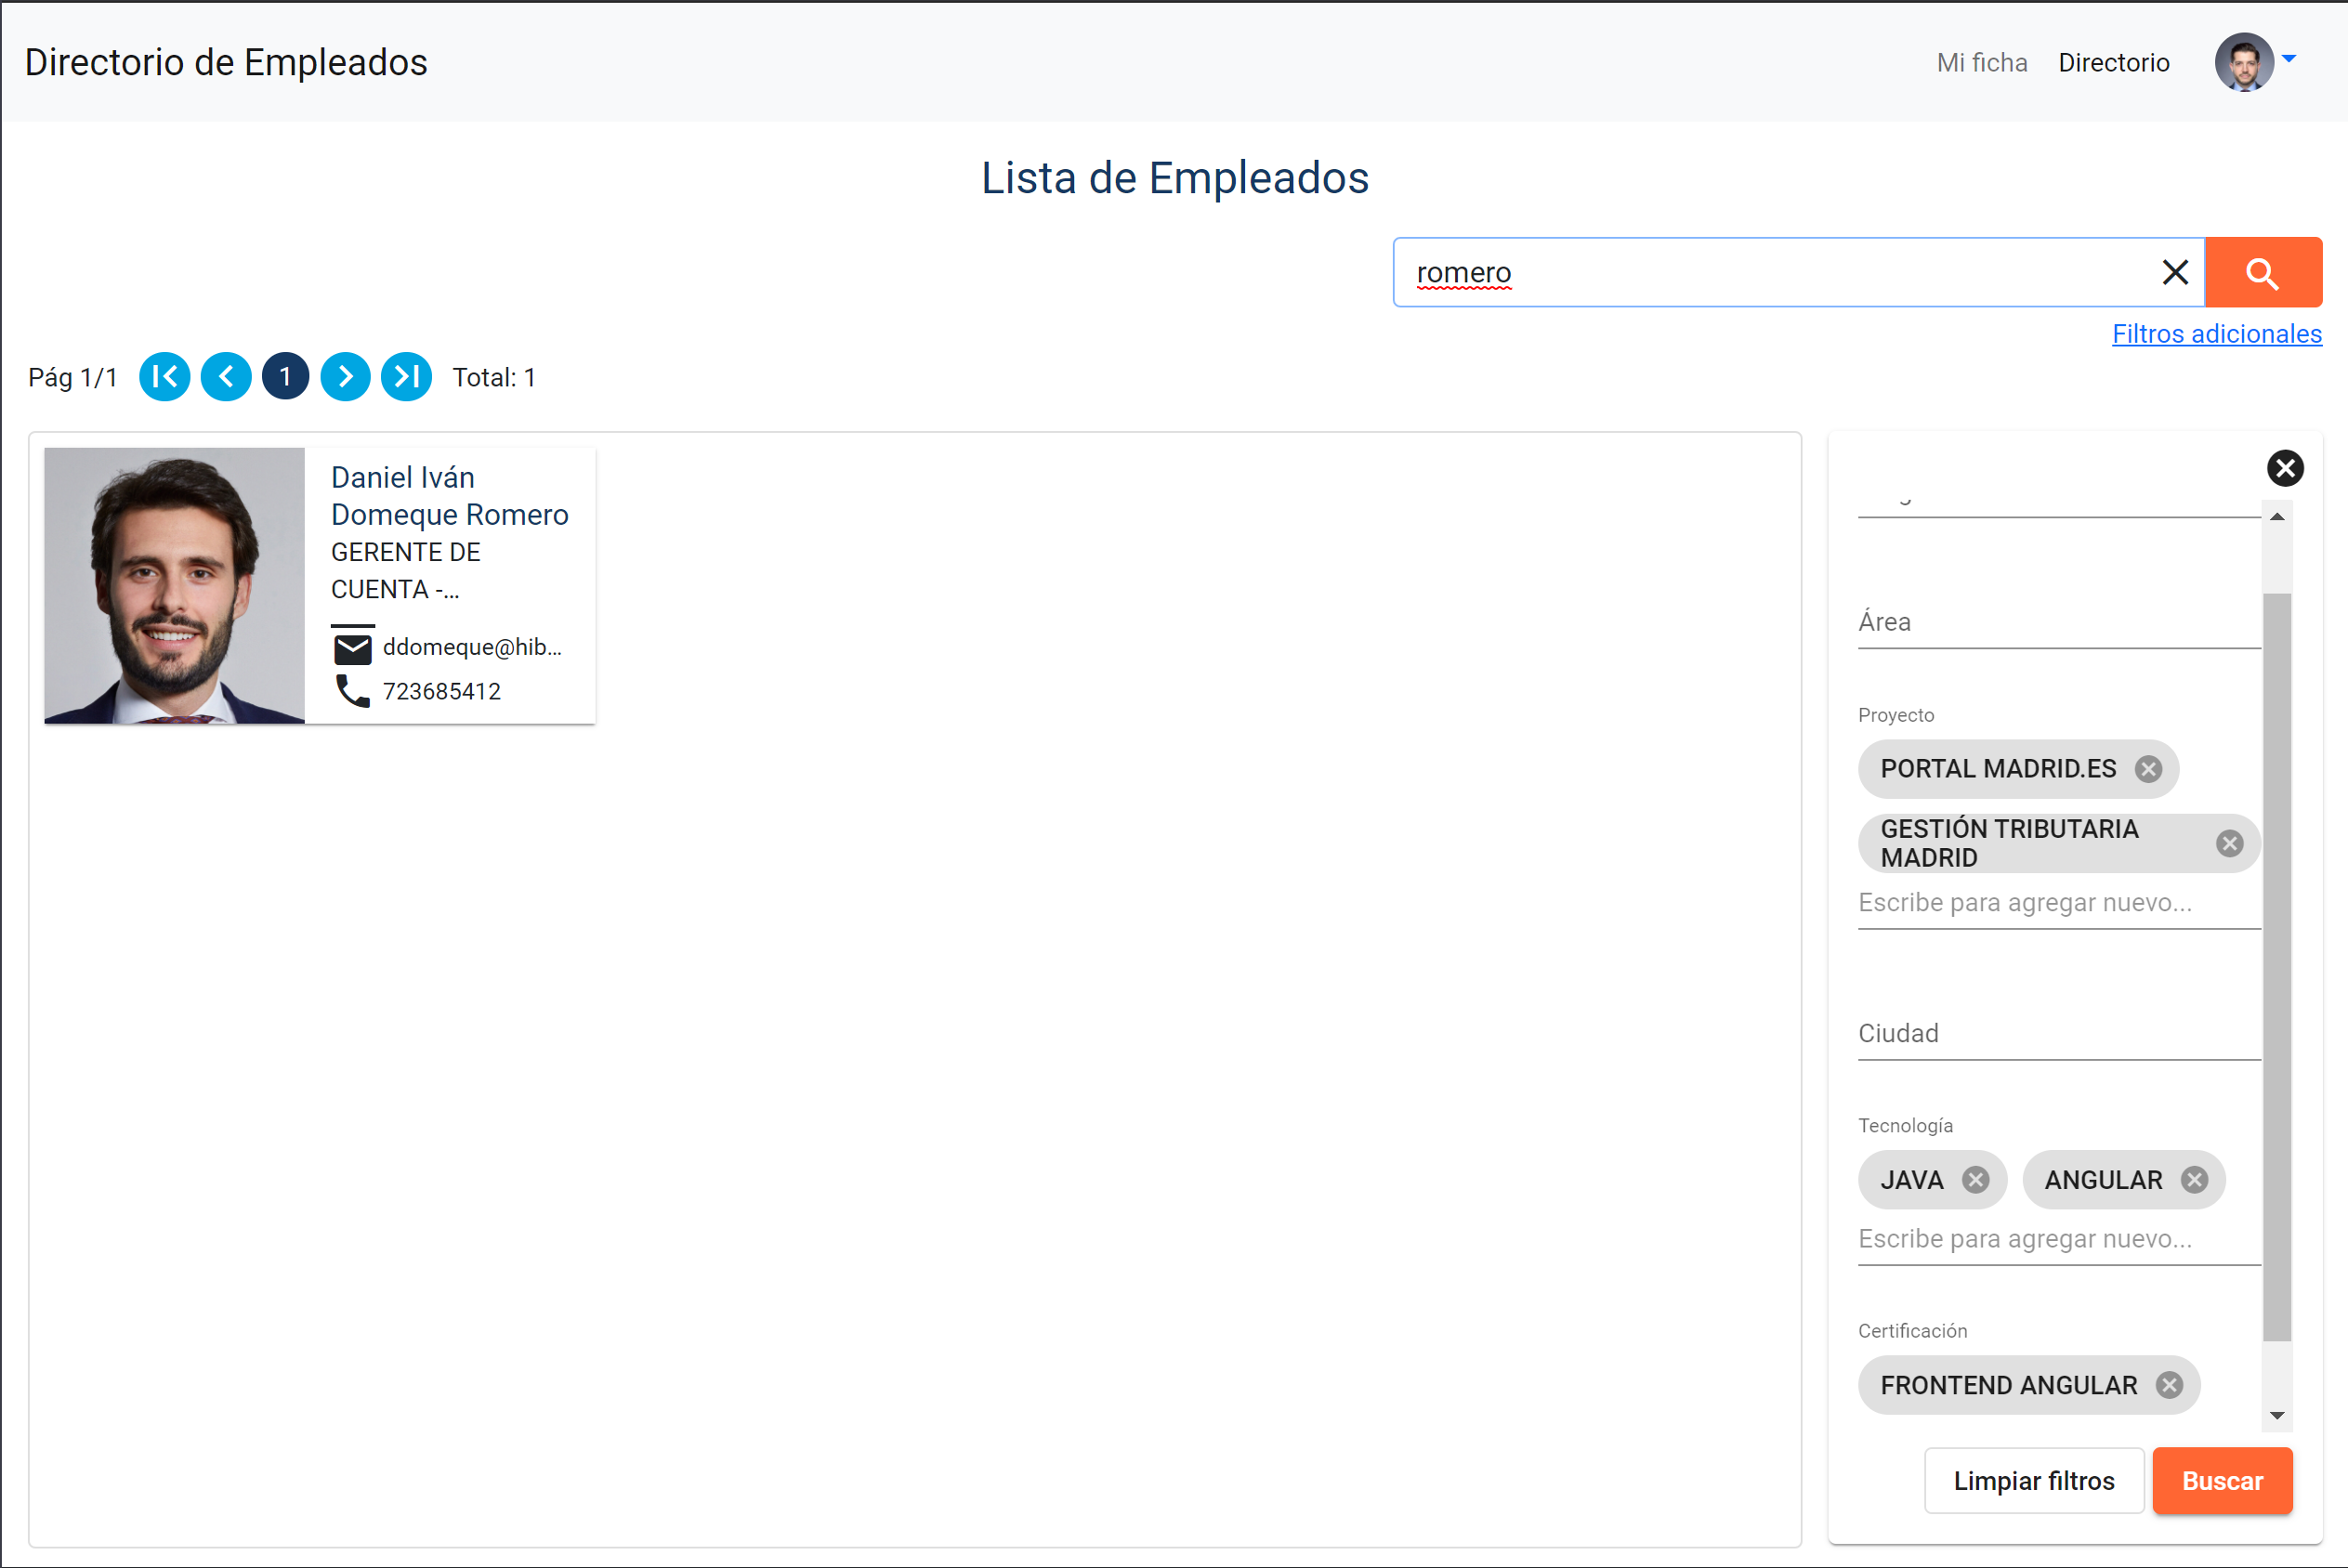 Directorio de Empleados
Mi ficha
Directorio
Lista de Empleados
romero
Filtros adicionales
Pág 1/1
1
Total: 1
Daniel Iván
Domeque Romero
GERENTE DE
CUENTA -...
ddomeque@hib...
723685412
Área
Proyecto
PORTAL MADRID.ES
GESTIÓN TRIBUTARIA
MADRID
Escribe para agregar nuevo...
Ciudad
Tecnología
JAVA
ANGULAR
Escribe para agregar nuevo...
Certificación
FRONTEND ANGULAR
Limpiar filtros
Buscar